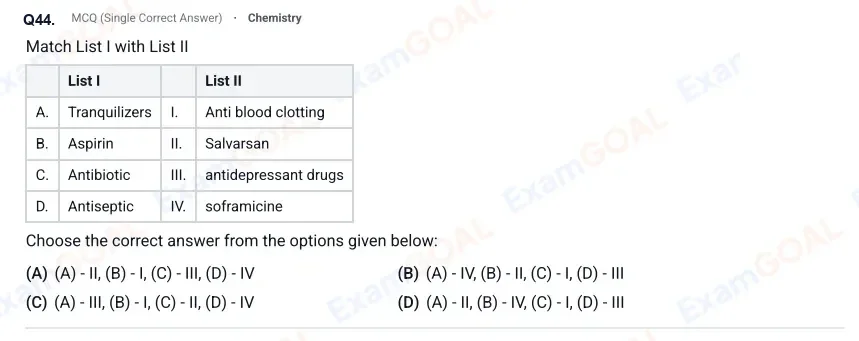 Q44. MCQ (Single Correct Answer) · Chemistry
Match List I with List II
List I List II
A. Tranquilizers I. Anti blood clotting
B. Aspirin II. Salvarsan
C. Antibiotic III. antidepressant drugs
D. Antiseptic IV. soframicine
Choose the correct answer from the options given below:
(A) (A) - II, (B) - I, (C) - III, (D) - IV (B) (A) - IV, (B) - II, (C) - I, (D) - III
(C) (A) - III, (B) - I, (C) - II, (D) - IV (D) (A) - II, (B) - IV, (C) - I, (D) - III
ExamGOAL